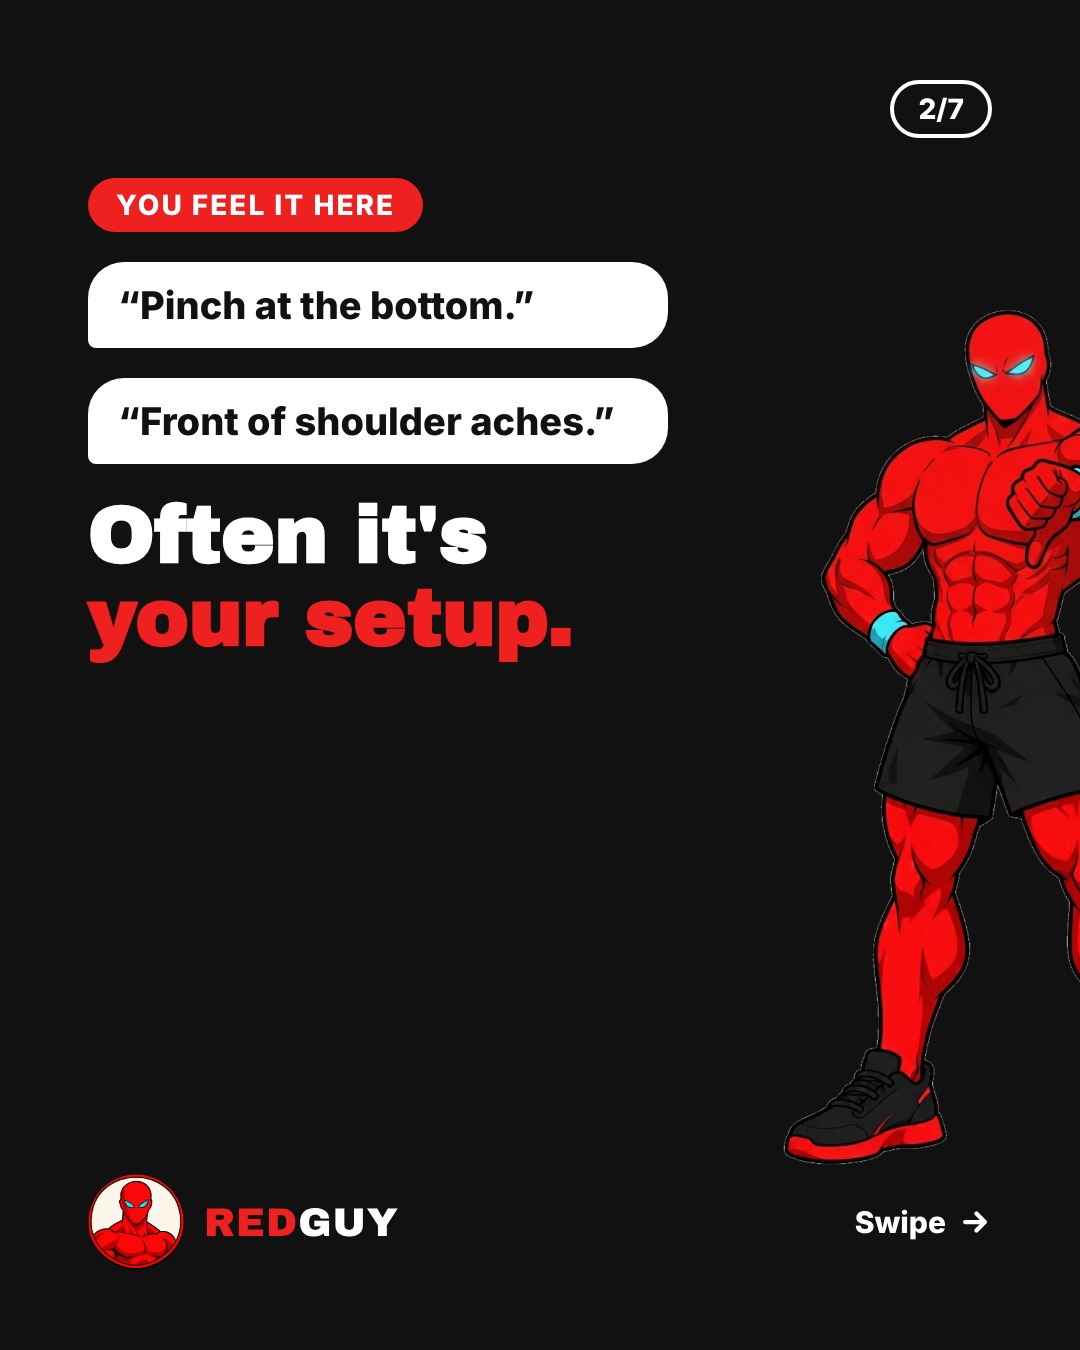 2/7
YOU FEEL IT HERE
“Pinch at the bottom.”
“Front of shoulder aches.”
Often it's
your setup.
REDGUY
Swipe →